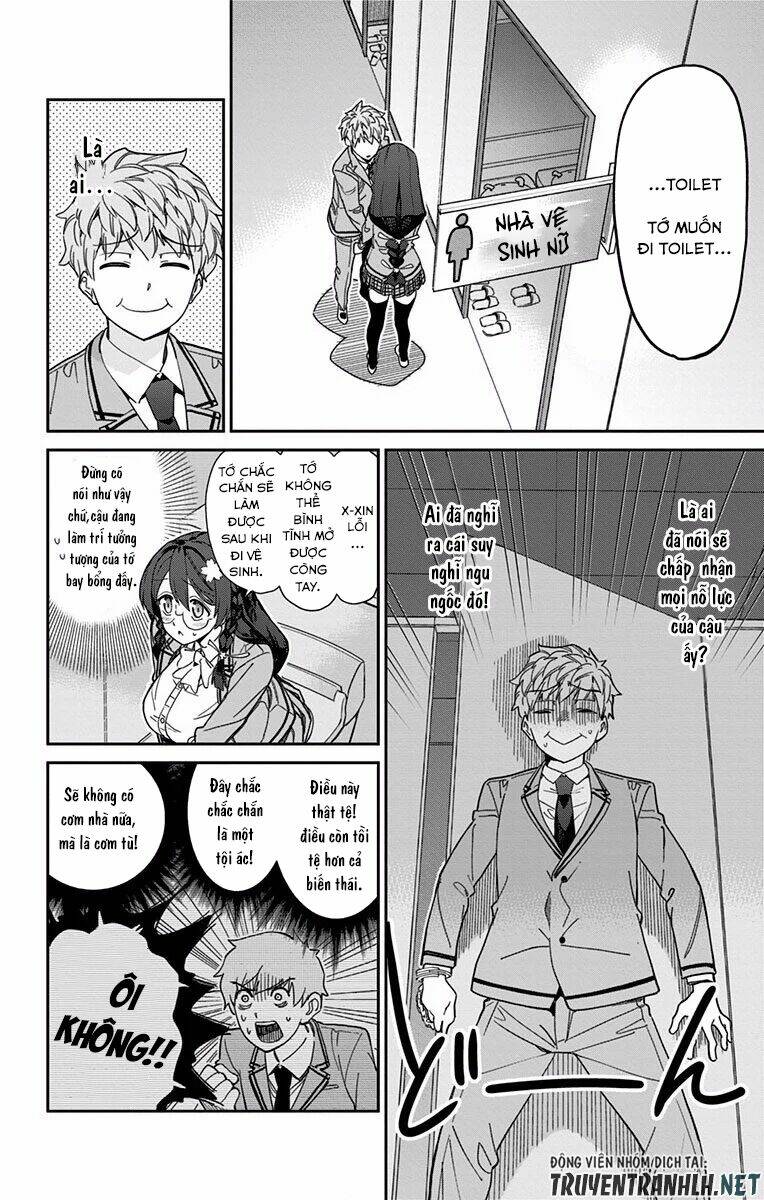 ...TOILET
TỚ MUỐN
ĐI TOILET...
NHÀ VỆ
SINH NỮ
Là
ai...
Là ai
đã nói sẽ
chấp nhận
mọi nỗ lực
của cậu
ấy?
Ai đã nghĩ
ra cái suy
nghĩ ngu
ngốc đó!
どーん
X-XIN
LỖI
...
TỚ
KHÔNG
THỂ
BÌNH
TĨNH MỞ
ĐƯỢC
CÒNG
TAY.
TỚ CHẮC
CHẮN SẼ
LÀM
ĐƯỢC
SAU KHI
ĐI VỆ
SINH.
Đừng có
nói như vậy
chứ,cậu đang
làm trí tưởng
tượng của tớ
bay bổng đấy.
Điều này
thật tệ!
điều còn tồi
tệ hơn cả
biến thái.
Đây chắc
chắc chắn
là một
tội ác!
Sẽ không có
cơm nhà nữa,
mà là cơm tù!
ÔI
KHÔNG!!
ĐỘNG VIÊN NHÓM DỊCH TẠI:
TRUYENTRANHLH.NET